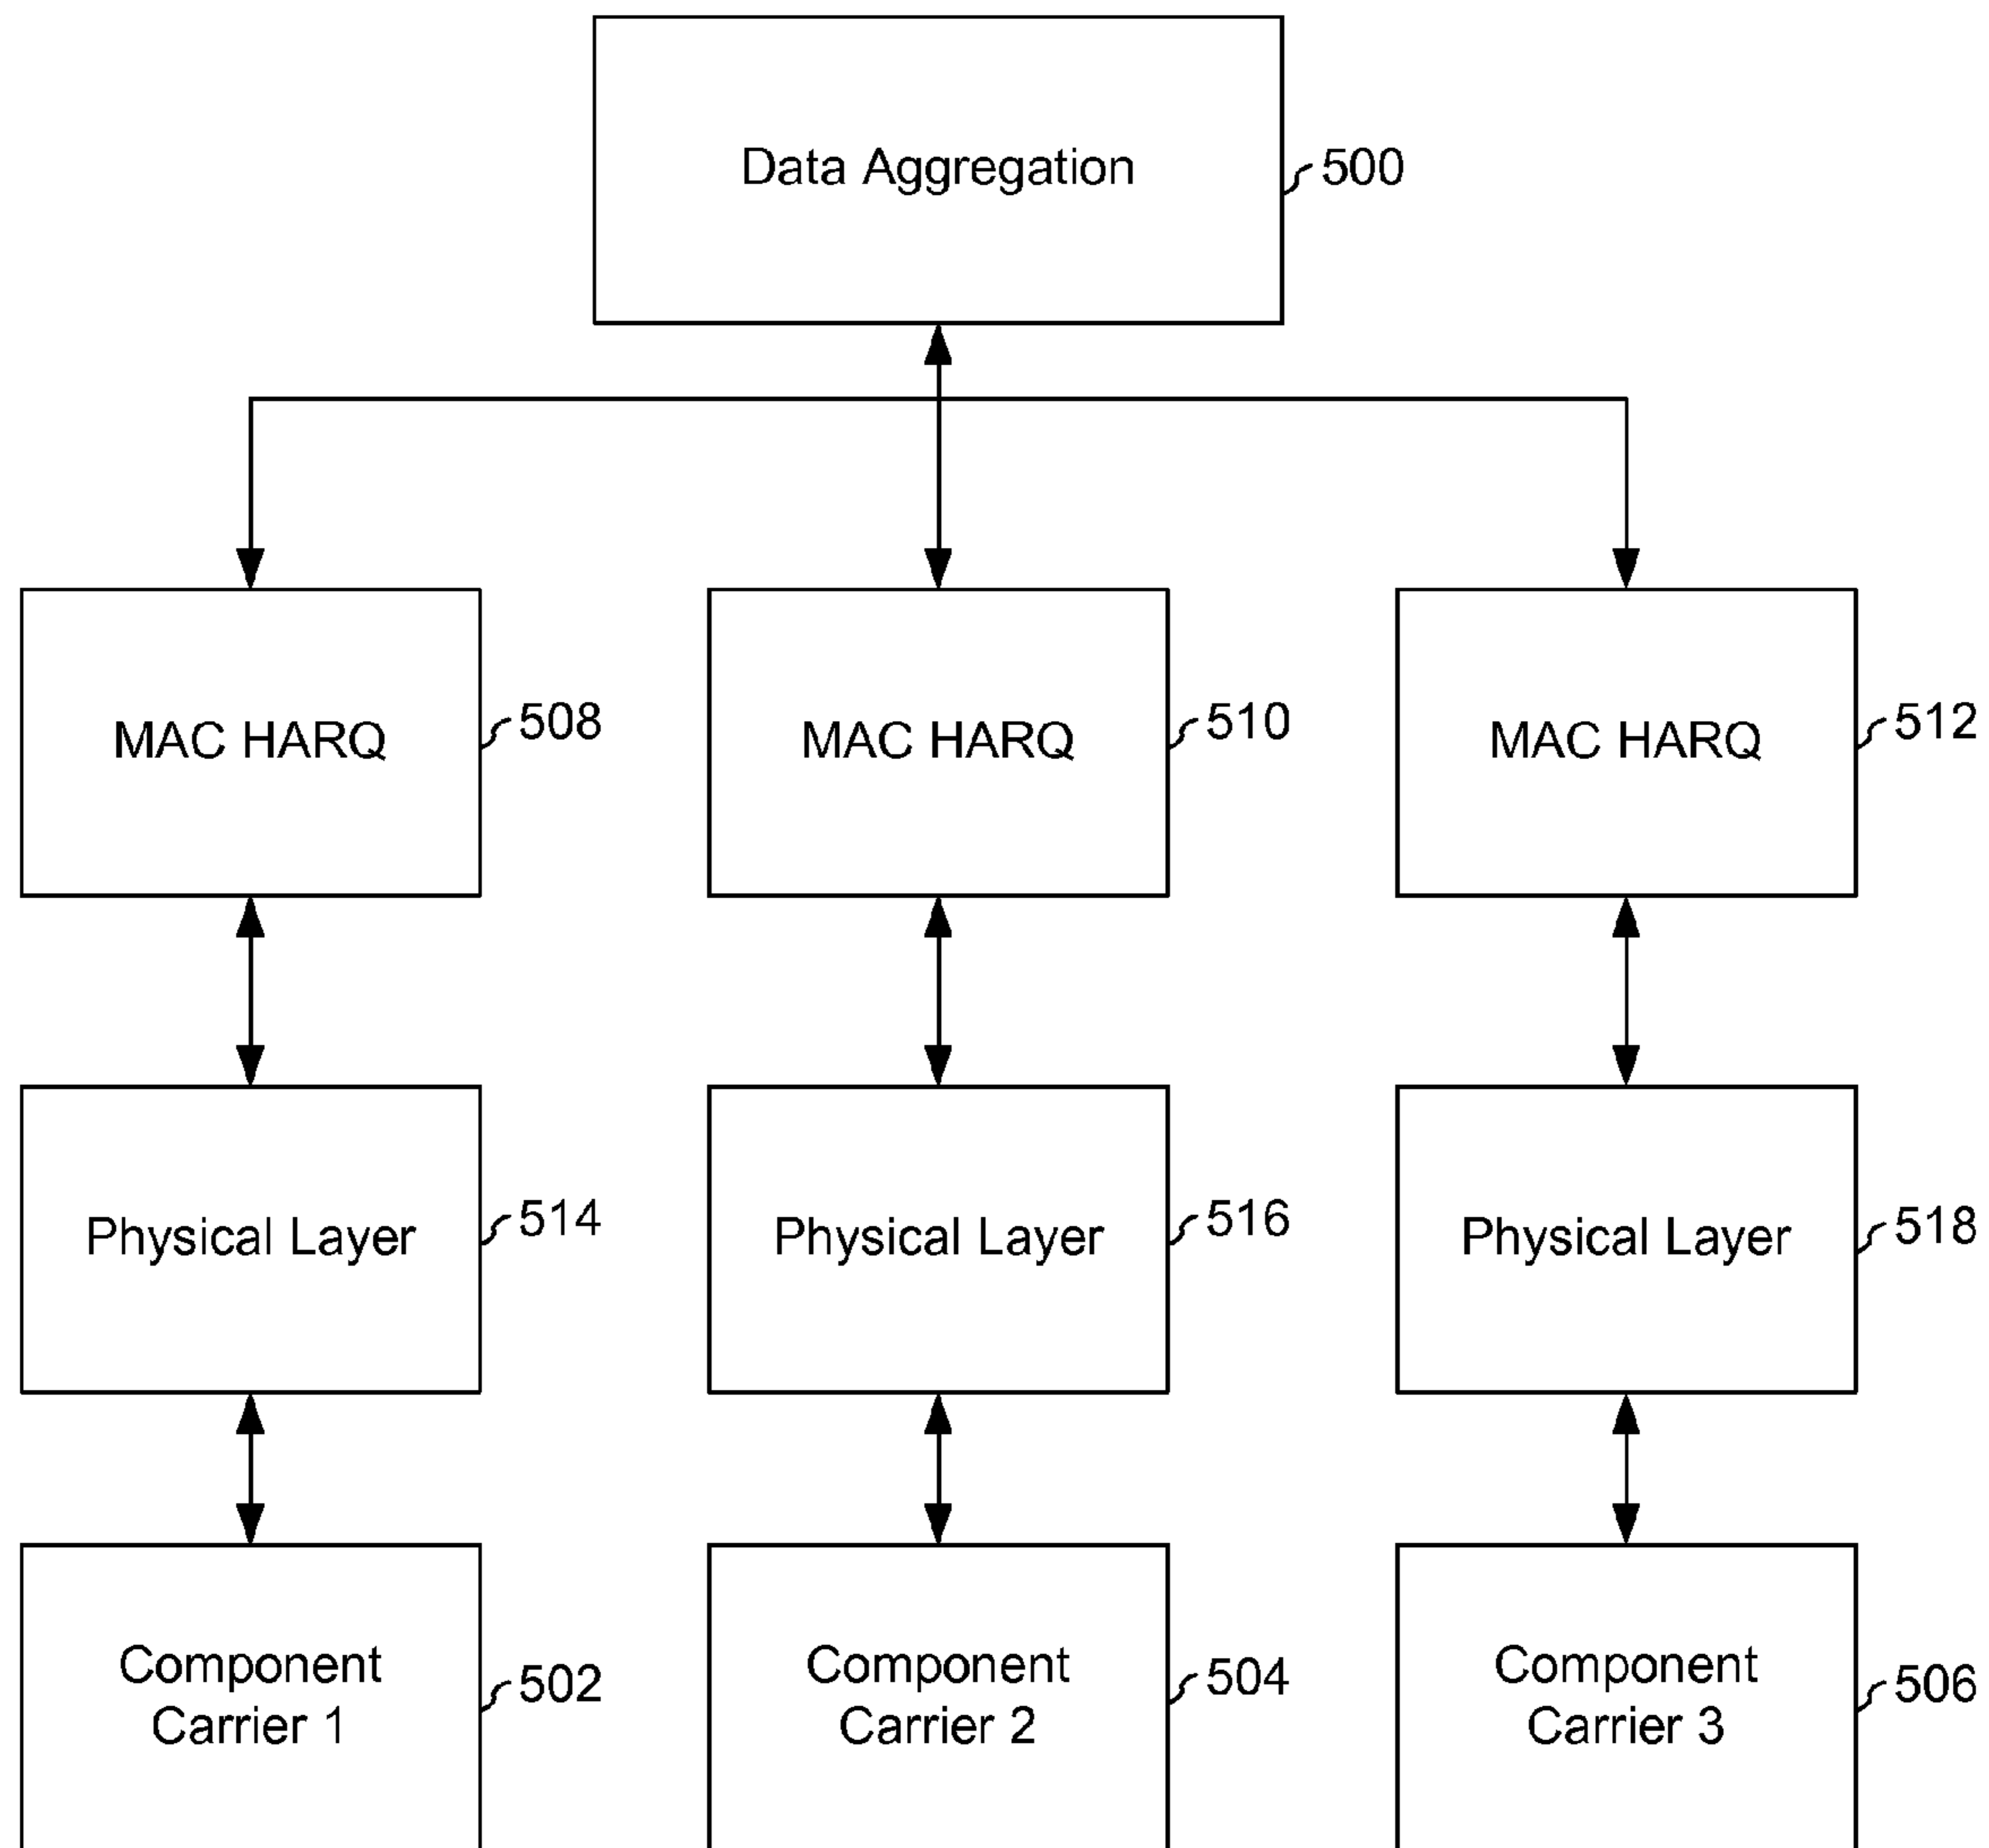 Data Aggregation
500
MAC HARQ
508
MAC HARQ
510
MAC HARQ
512
Physical Layer
514
Physical Layer
516
Physical Layer
518
Component
Carrier 1
502
Component
Carrier 2
504
Component
Carrier 3
506